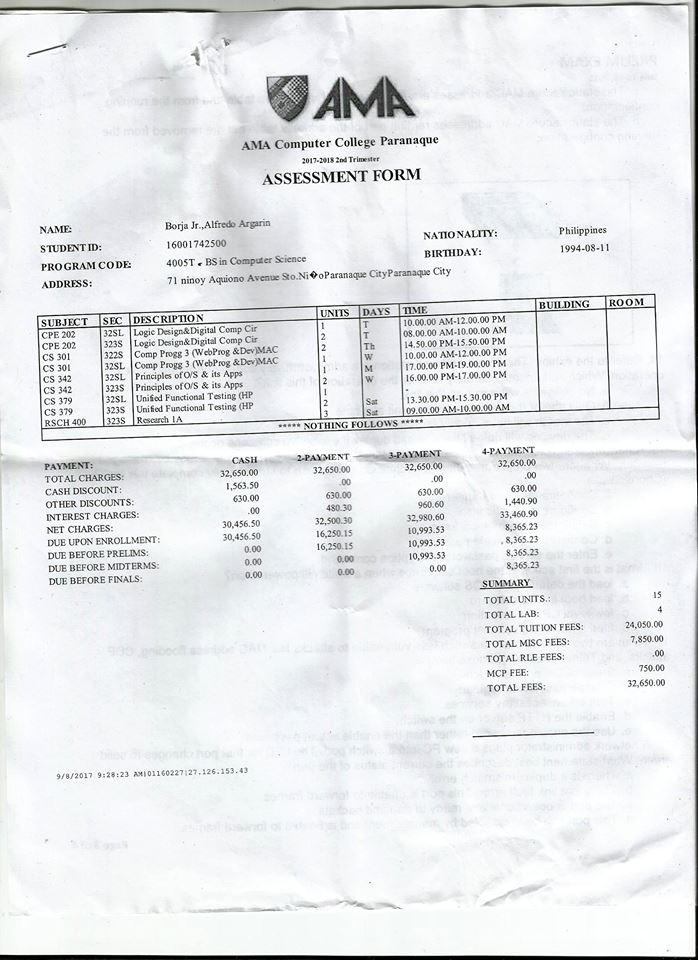 AMA
AMA Computer College Paranaque
2017-2018 2nd Trimester
ASSESSMENT FORM
NAME: Borja Jr.,Alfredo Argarin
STUDENT ID: 16001742500
PROGRAM CODE: 4005T - BS in Computer Science
ADDRESS: 71 ninoy Aquiono Avenue Sto.Ni�oParanaque CityParanaque City
NATIONALITY: Philippines
BIRTHDAY: 1994-08-11
SUBJECT SEC DESCRIPTION UNITS DAYS TIME BUILDING ROOM
CPE 202 32SL Logic Design&Digital Comp Cir 1 T 10.00.00 AM-12.00.00 PM
CPE 202 323S Logic Design&Digital Comp Cir 2 T 08.00.00 AM-10.00.00 AM
CS 301 322S Comp Progg 3 (WebProg &Dev)MAC 2 Th 14.50.00 PM-15.50.00 PM
CS 301 32SL Comp Progg 3 (WebProg &Dev)MAC 1 W 10.00.00 AM-12.00.00 PM
CS 342 32SL Principles of O/S & its Apps 1 M 17.00.00 PM-19.00.00 PM
CS 342 323S Principles of O/S & its Apps 2 W 16.00.00 PM-17.00.00 PM
CS 379 32SL Unified Functional Testing (HP 1 -
CS 379 323S Unified Functional Testing (HP 2 Sat 13.30.00 PM-15.30.00 PM
RSCH 400 323S Research 1A 3 Sat 09.00.00 AM-10.00.00 AM
***** NOTHING FOLLOWS *****
PAYMENT: CASH 2-PAYMENT 3-PAYMENT 4-PAYMENT
TOTAL CHARGES: 32,650.00 32,650.00 32,650.00 32,650.00
CASH DISCOUNT: 1,563.50 .00 .00 .00
OTHER DISCOUNTS: 630.00 630.00 630.00 630.00
INTEREST CHARGES: .00 480.30 960.60 1,440.90
NET CHARGES: 30,456.50 32,500.30 32,980.60 33,460.90
DUE UPON ENROLLMENT: 30,456.50 16,250.15 10,993.53 8,365.23
DUE BEFORE PRELIMS: 0.00 16,250.15 10,993.53 8,365.23
DUE BEFORE MIDTERMS: 0.00 0.00 10,993.53 8,365.23
DUE BEFORE FINALS: 0.00 0.00 0.00 8,365.23
SUMMARY
TOTAL UNITS.: 15
TOTAL LAB: 4
TOTAL TUITION FEES: 24,050.00
TOTAL MISC FEES: 7,850.00
TOTAL RLE FEES: .00
MCP FEE: 750.00
TOTAL FEES: 32,650.00
9/8/2017 9:28:23 AM|01160227|27.126.153.43